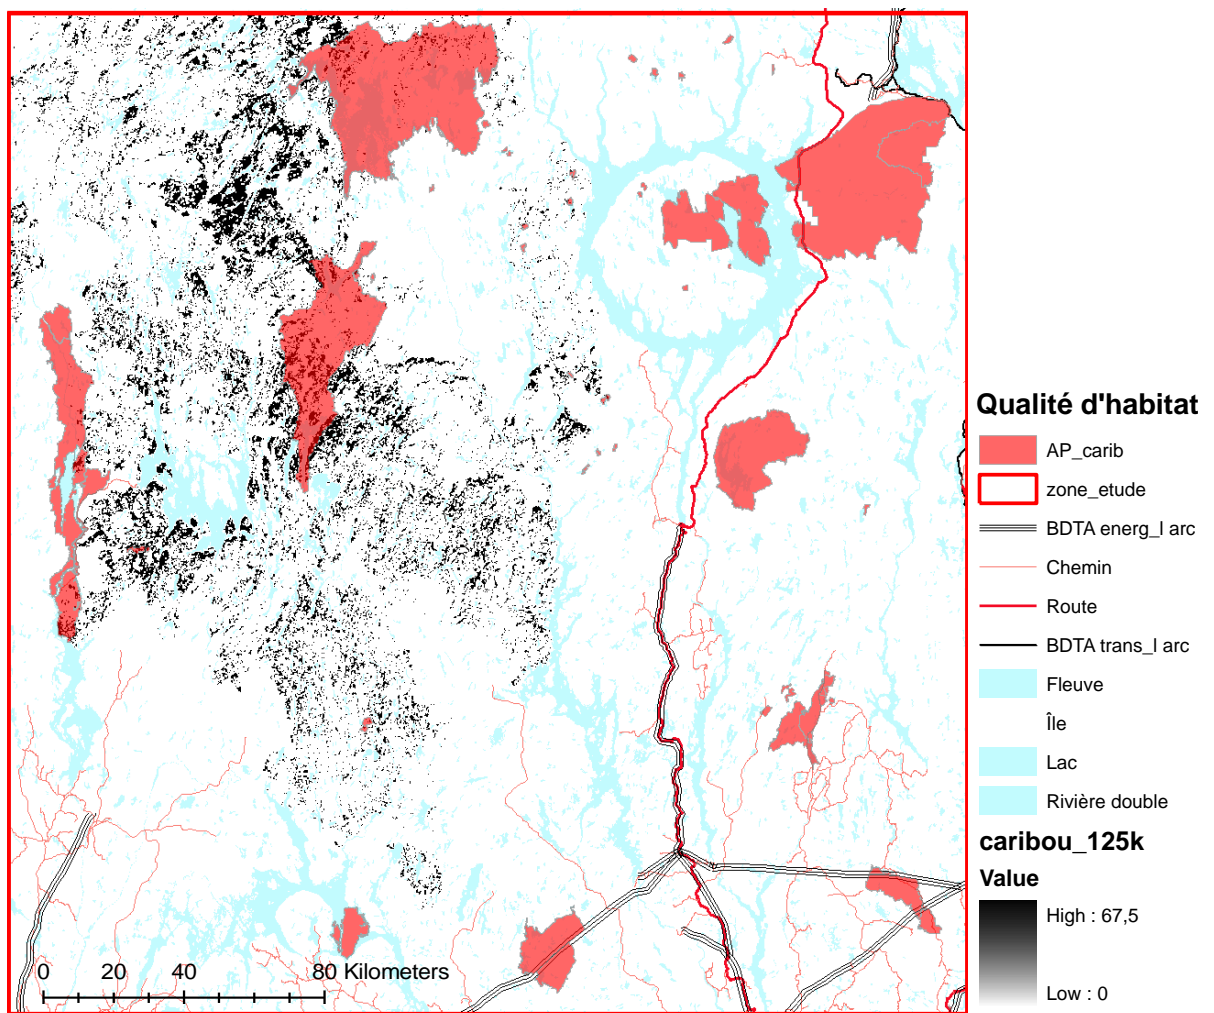 Qualité d'habitat
AP_carib
zone_etude
BDTA energ_l arc
Chemin
Route
BDTA trans_l arc
Fleuve
Île
Lac
Rivière double
caribou_125k
Value
High : 67,5
Low : 0
0 20 40 80 Kilometers